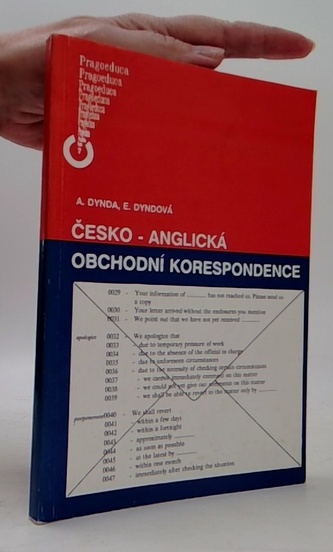 Pragoeduca
Pragoeduca
Pragoeduca
Pragoeduca
A. DYNDA, E. DYNDOVÁ
ČESKO - ANGLICKÁ
OBCHODNÍ KORESPONDENCE
0029 - Your information of ............ has not reached us. Please send us
a copy
0030 - Your letter arrived without the enclosures you mention
0031 - We point out that we have not yet received ............
apologies 0032 - We apologize that
0033 - due to temporary pressure of work
0034 - due to the absence of the official in charge
0035 - due to unforeseen circumstances
0036 - due to the necessity of checking certain circumstances
0037 - we cannot immediately comment on this matter
0038 - we could not yet give our comments on this matter
0039 - we shall be able to revert to the matter only by ............
postponement 0040 - We shall revert
0041 - within a few days
0042 - within a fortnight
0043 - approximately ............
0044 - as soon as possible
0045 - at the latest by ............
0046 - within next month
0047 - immediately after checking the situation